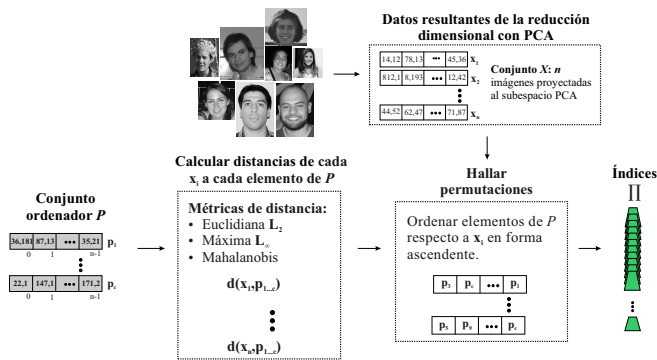 Datos resultantes de la reducción
dimensional con PCA
14,12 78,13 ••• 45,36 x₁
812,1 8,193 ••• 12,42 x₂
44,52 62,47 ••• 71,87 xₙ
Conjunto X: n
imágenes proyectadas
al subespacio PCA
Calcular distancias de cada
xᵢ a cada elemento de P
Métricas de distancia:
• Euclidiana L₂
• Máxima L∞
• Mahalanobis
d(x₁,p₁...c)
d(xₙ,p₁...c)
Conjunto
ordenador P
36,181 87,13 ••• 35,21 p₁
0 1 n-1
22,1 147,1 ••• 171,2 p꜀
0 1 n-1
Hallar
permutaciones
Ordenar elementos de P
respecto a xᵢ en forma
ascendente.
p₃ p꜀ ••• p₁
p₅ p₉ ••• p꜀
Índices
∏